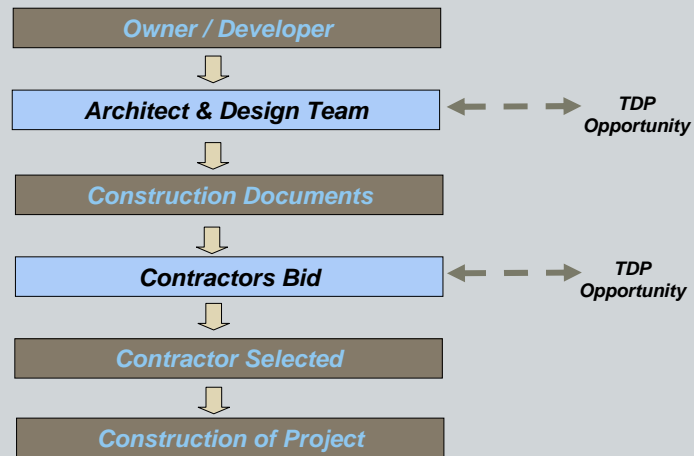 Owner / Developer
Architect & Design Team
TDP
Opportunity
Construction Documents
Contractors Bid
TDP
Opportunity
Contractor Selected
Construction of Project